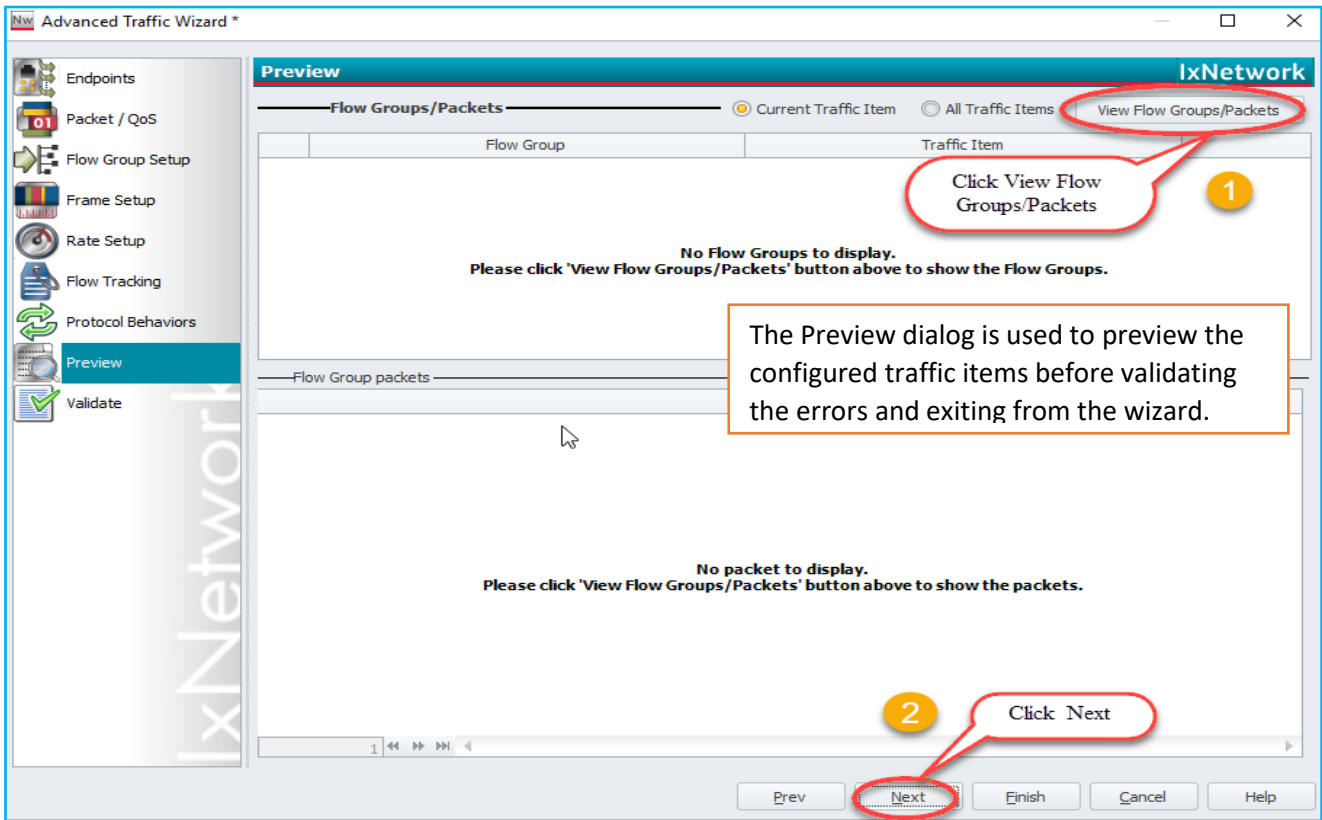 Nw Advanced Traffic Wizard *
Endpoints
Packet / QoS
Flow Group Setup
Frame Setup
Rate Setup
Flow Tracking
Protocol Behaviors
Preview
Validate
IxNetwork
Preview
IxNetwork
Flow Groups/Packets
Current Traffic Item
All Traffic Items
View Flow Groups/Packets
Flow Group
Traffic Item
Click View Flow
Groups/Packets
1
No Flow Groups to display.
Please click 'View Flow Groups/Packets' button above to show the Flow Groups.
The Preview dialog is used to preview the
configured traffic items before validating
the errors and exiting from the wizard.
Flow Group packets
No packet to display.
Please click 'View Flow Groups/Packets' button above to show the packets.
2
Click Next
1
Prev
Next
Finish
Cancel
Help